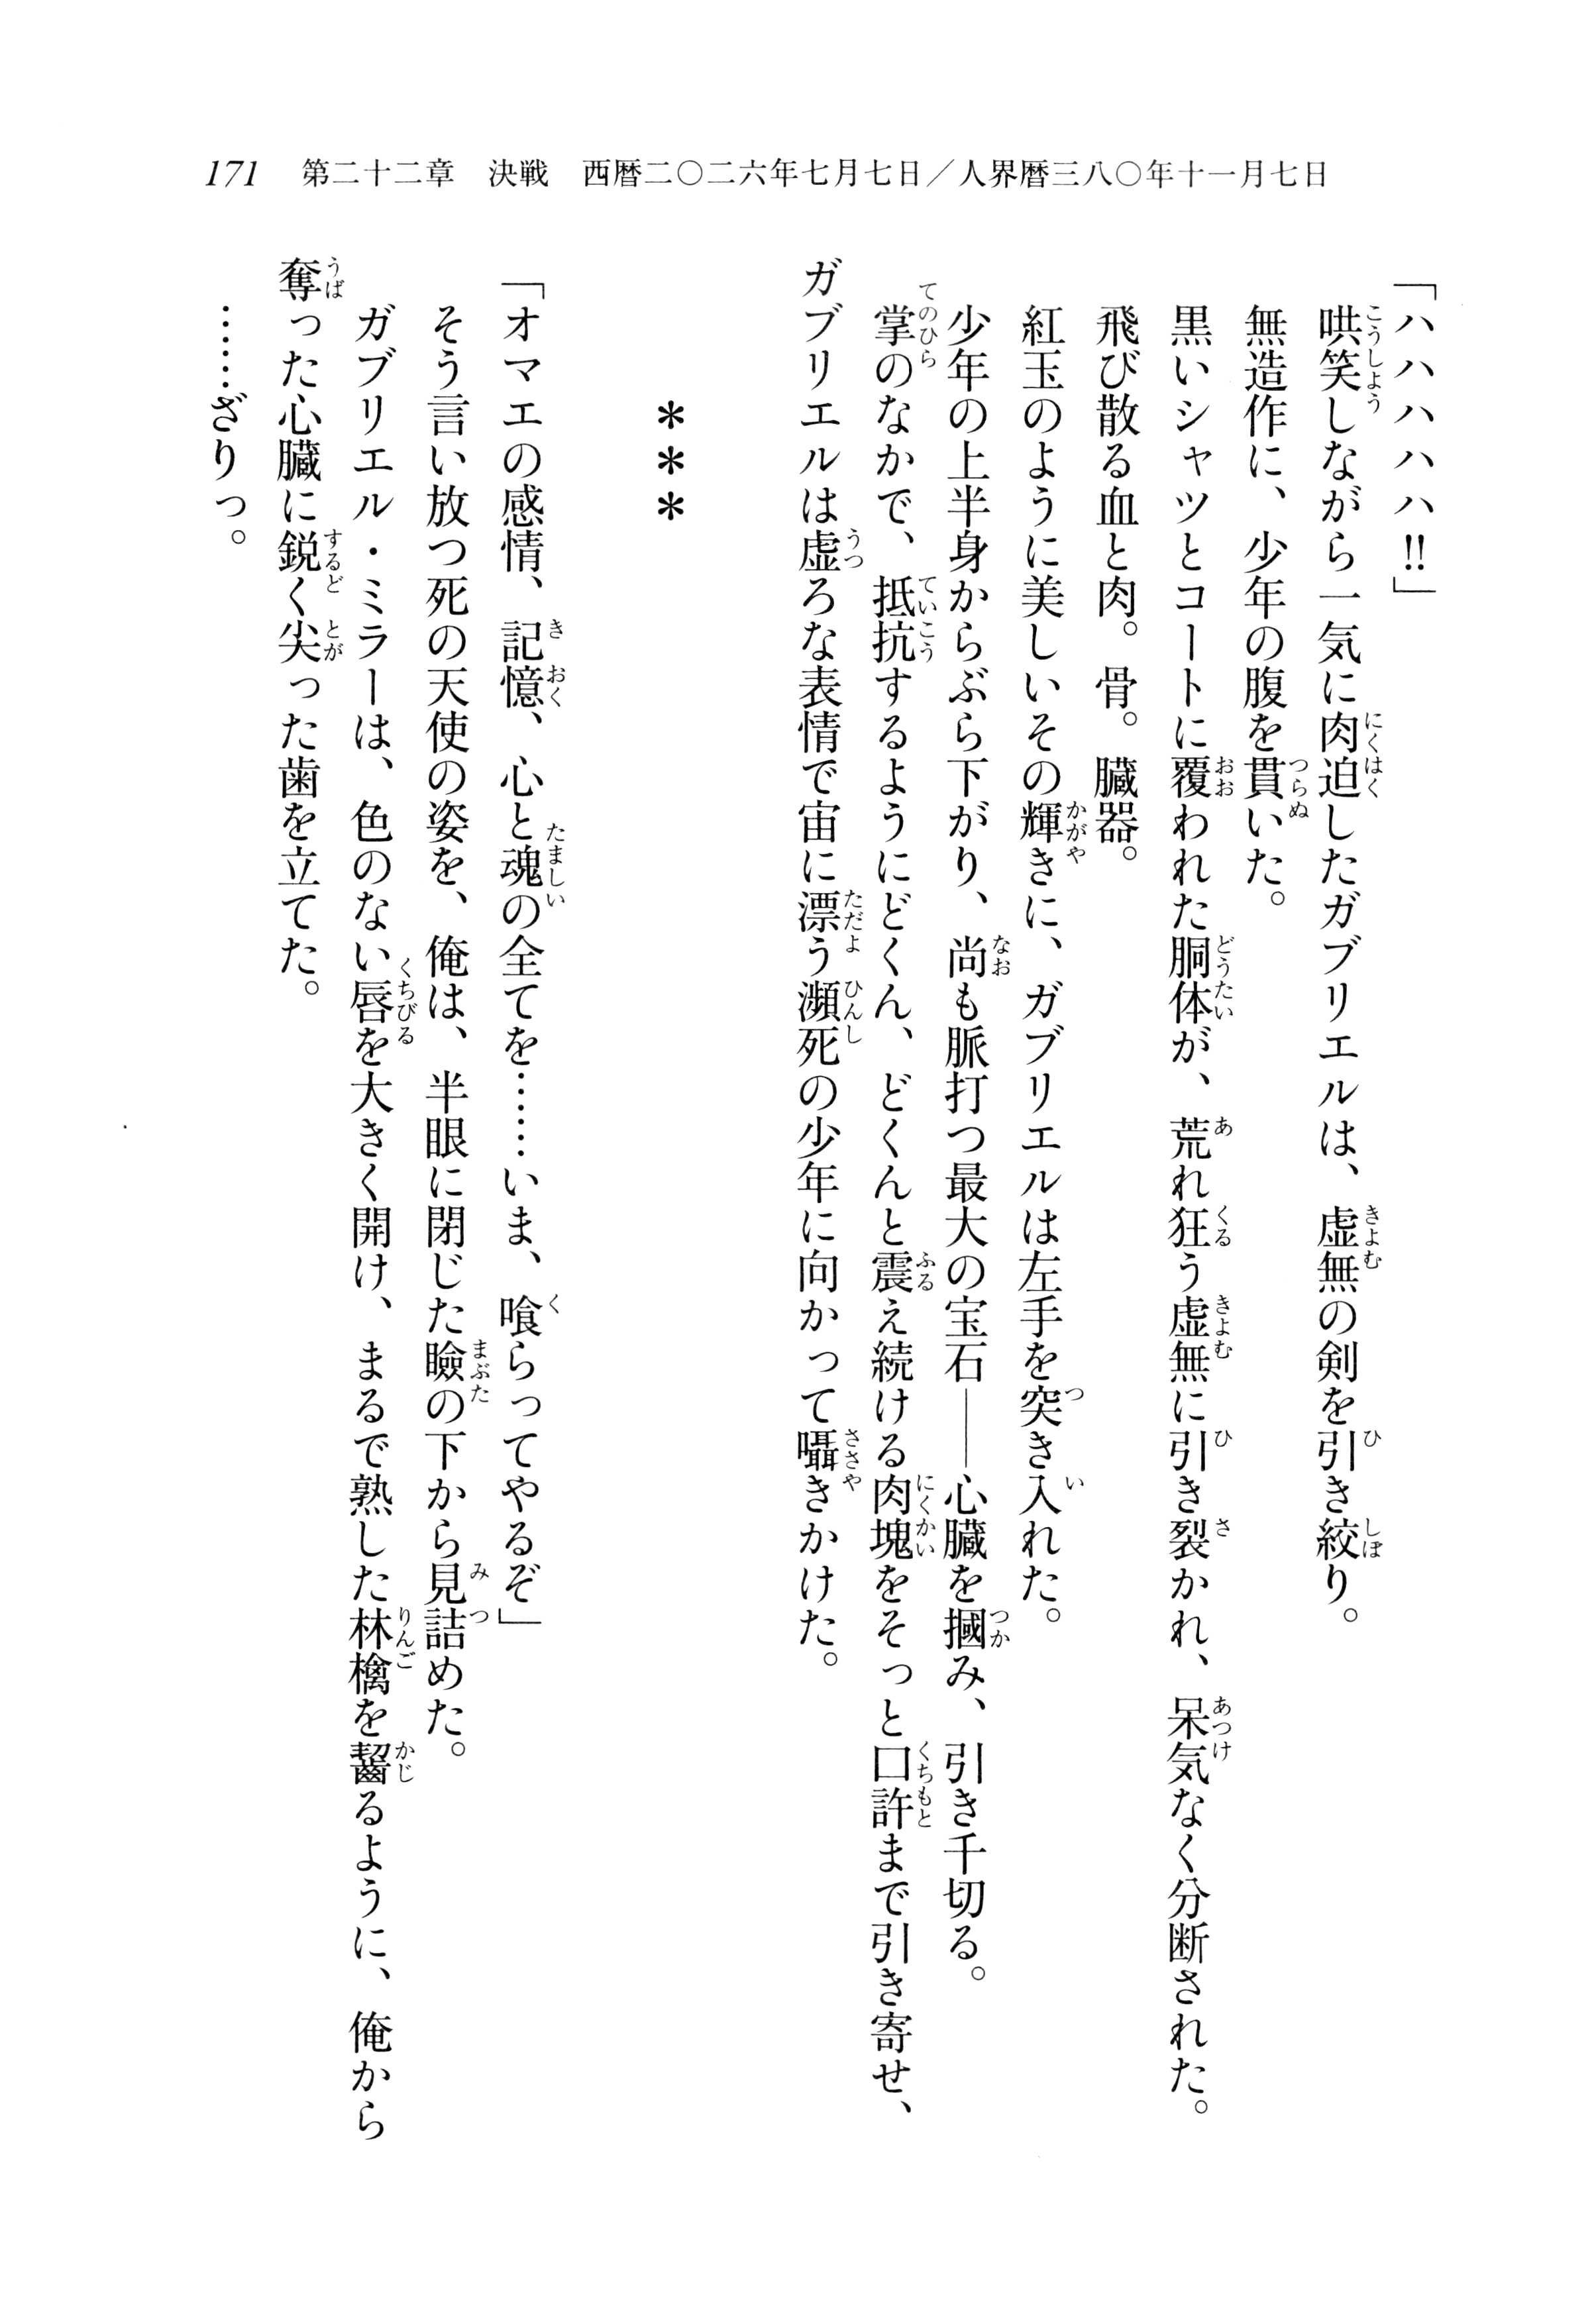 171　第二十二章　決戦　西暦二〇二六年七月七日／人界暦三八〇年十一月七日
「ハハハハハ!!」
哄笑しながら一気に肉迫したガブリエルは、虚無の剣を引き絞り。
無造作に、少年の腹を貫いた。
黒いシャツとコートに覆われた胴体が、荒れ狂う虚無に引き裂かれ、呆気なく分断された。
飛び散る血と肉。骨。臓器。
紅玉のように美しいその輝きに、ガブリエルは左手を突き入れた。
少年の上半身からぶら下がり、尚も脈打つ最大の宝石――心臓を摑み、引き千切る。
掌のなかで、抵抗するようにどくん、どくんと震え続ける肉塊をそっと口許まで引き寄せ、
ガブリエルは虚ろな表情で宙に漂う瀕死の少年に向かって囁きかけた。
＊＊＊
「オマエの感情、記憶、心と魂の全てを……いま、喰らってやるぞ」
そう言い放つ死の天使の姿を、俺は、半眼に閉じた瞼の下から見詰めた。
ガブリエル・ミラーは、色のない唇を大きく開け、まるで熟した林檎を齧るように、俺から
奪った心臓に鋭く尖った歯を立てた。
……ざりっ。